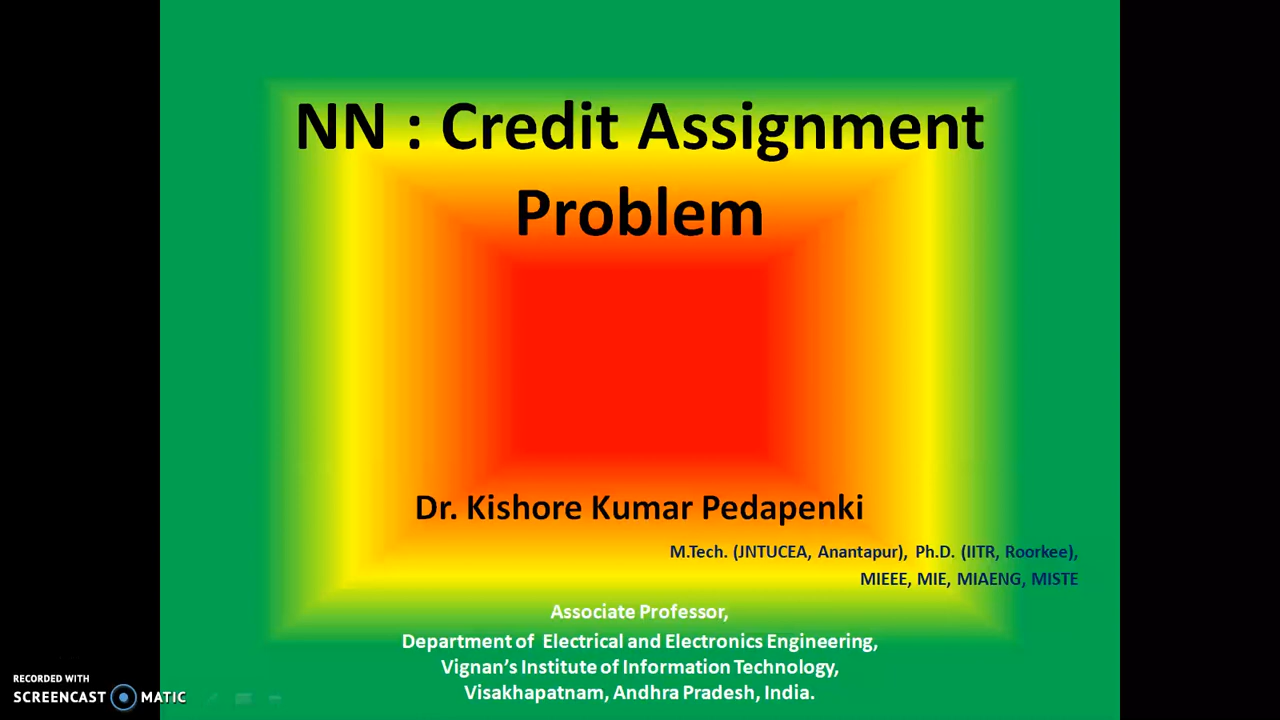 NN : Credit Assignment
Problem
Dr. Kishore Kumar Pedapenki
M.Tech. (JNTUCEA, Anantapur), Ph.D. (IITR, Roorkee),
MIEEE, MIE, MIAENG, MISTE
Associate Professor,
Department of Electrical and Electronics Engineering,
Vignan's Institute of Information Technology,
Visakhapatnam, Andhra Pradesh, India.
RECORDED WITH
SCREENCAST MATIC